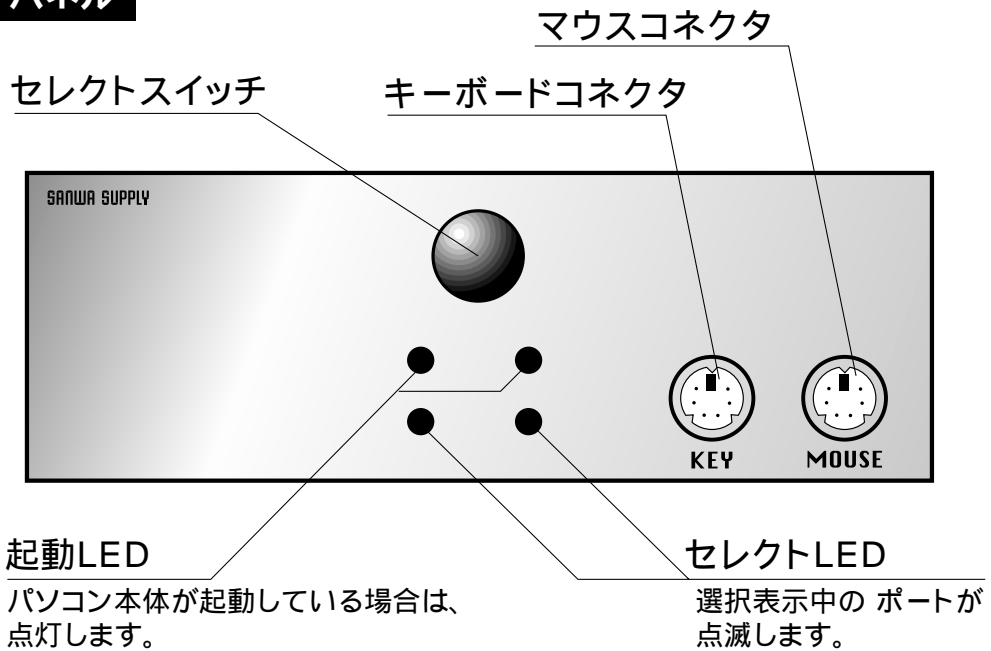 パネル
マウスコネクタ
セレクトスイッチ
キーボードコネクタ
SANWA SUPPLY
KEY
MOUSE
起動LED
パソコン本体が起動している場合は、
点灯します。
セレクトLED
選択表示中の ポートが
点滅します。